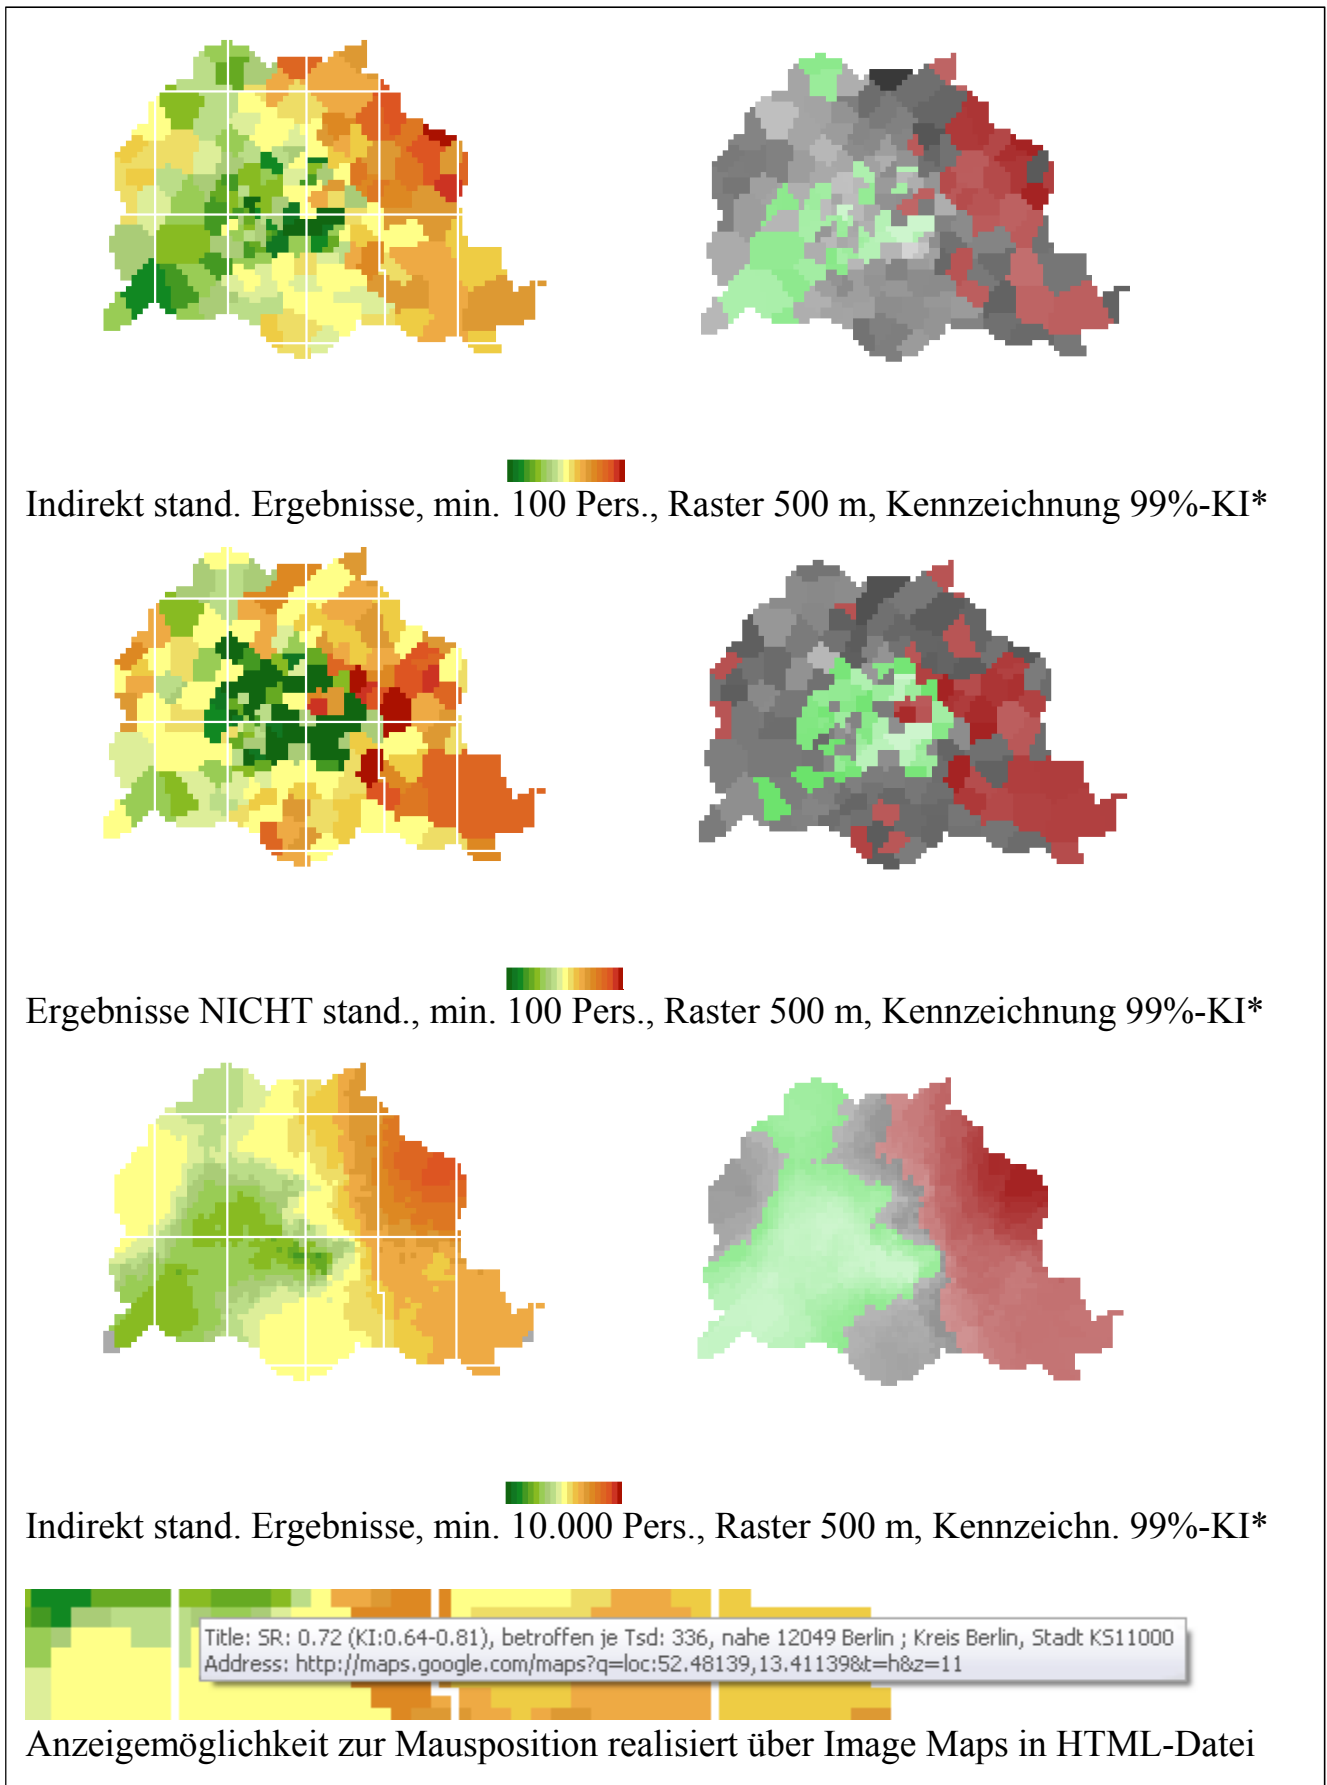 Indirekt stand. Ergebnisse, min. 100 Pers., Raster 500 m, Kennzeichnung 99%-KI*
Ergebnisse NICHT stand., min. 100 Pers., Raster 500 m, Kennzeichnung 99%-KI*
Indirekt stand. Ergebnisse, min. 10.000 Pers., Raster 500 m, Kennzeichn. 99%-KI*
Title: SR: 0.72 (KI:0.64-0.81), betroffen je Tsd: 336, nahe 12049 Berlin ; Kreis Berlin, Stadt KS11000
Address: http://maps.google.com/maps?q=loc:52.48139,13.41139&t=h&z=11
Anzeigemöglichkeit zur Mausposition realisiert über Image Maps in HTML-Datei